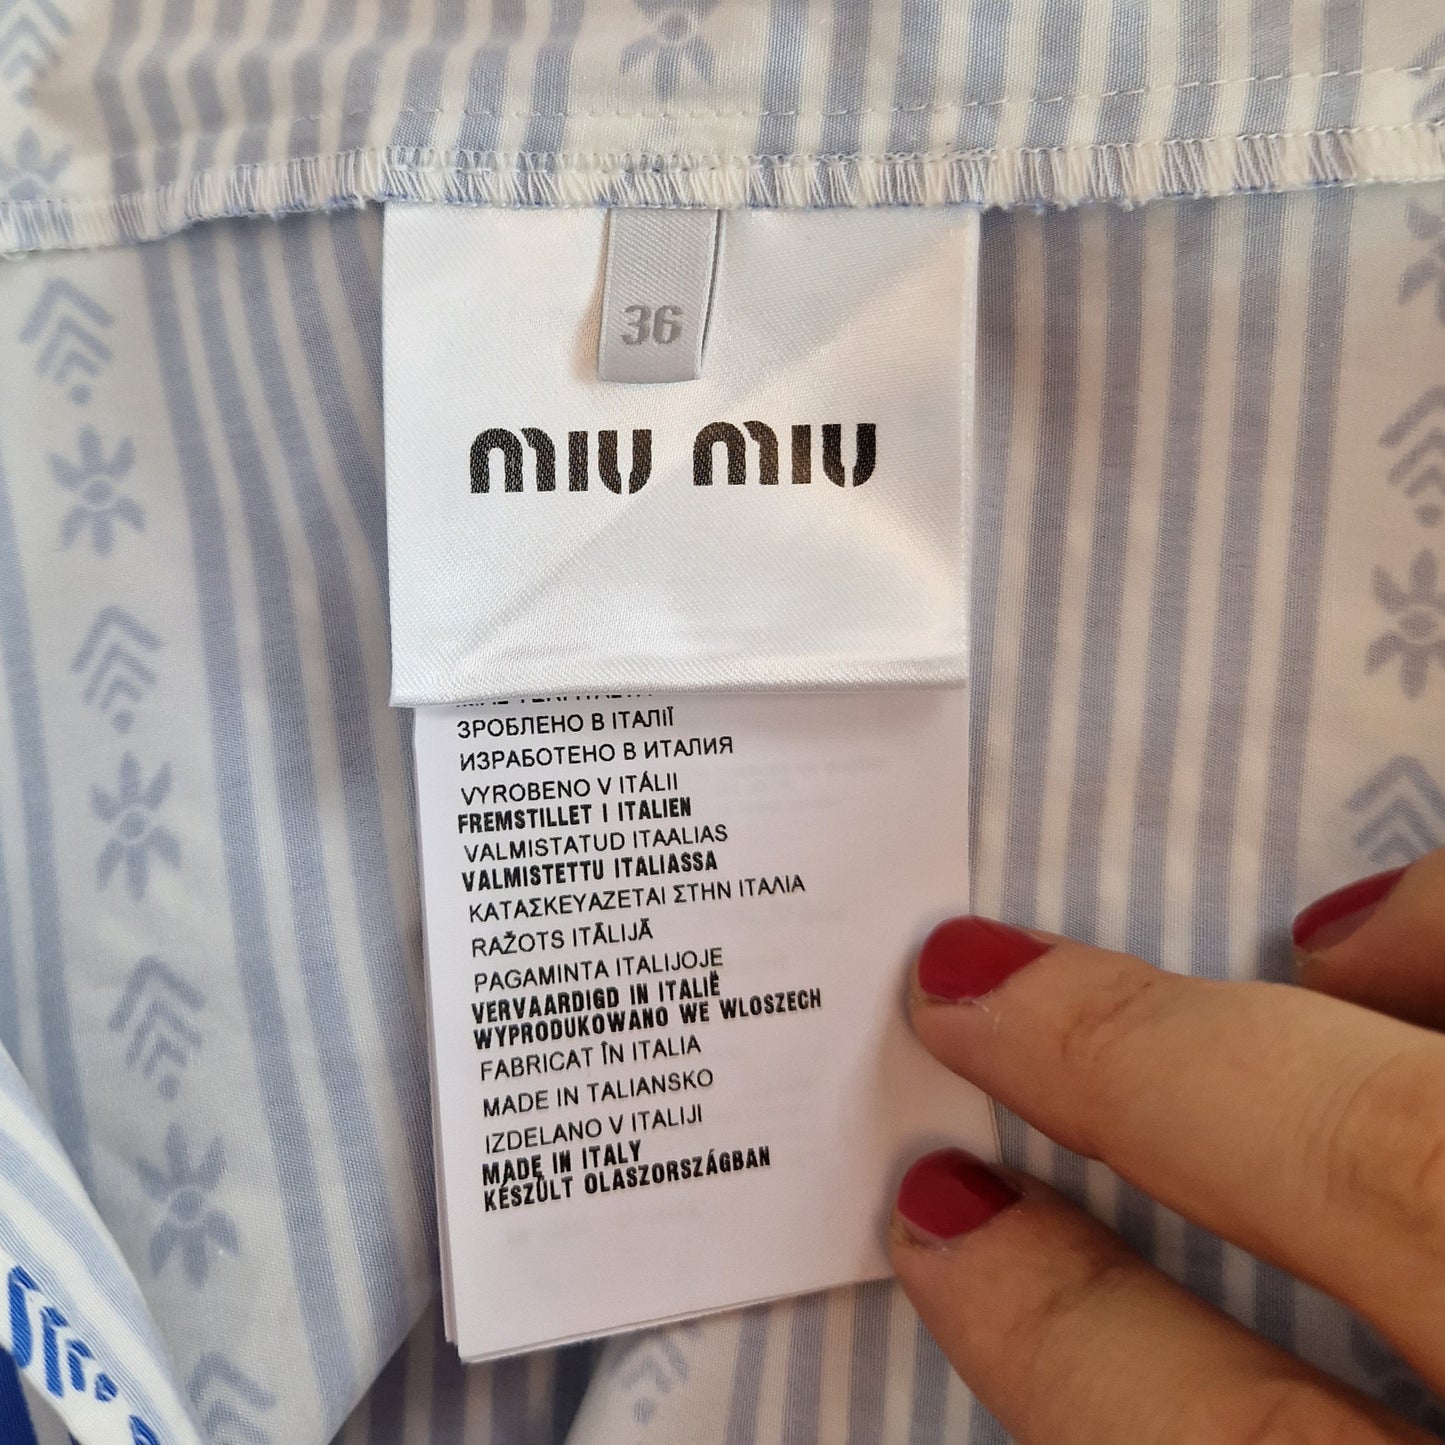 36
MIU MIU
ЗРОБЛЕНО В ІТАЛІЇ
ИЗРАБОТЕНО В ИТАЛИЯ
VYROBENO V ITÁLII
FREMSTILLET I ITALIEN
VALMISTATUD ITAALIAS
VALMISTETTU ITALIASSA
ΚΑΤΑΣΚΕΥΑΖΕΤΑΙ ΣΤΗΝ ΙΤΑΛΙΑ
RAŽOTS ITĀLIJĀ
PAGAMINTA ITALIJOJE
VERVAARDIGD IN ITALIË
WYPRODUKOWANO WE WLOSZECH
FABRICAT ÎN ITALIA
MADE IN TALIANSKO
IZDELANO V ITALIJI
MADE IN ITALY
KÉSZÜLT OLASZORSZÁGBAN